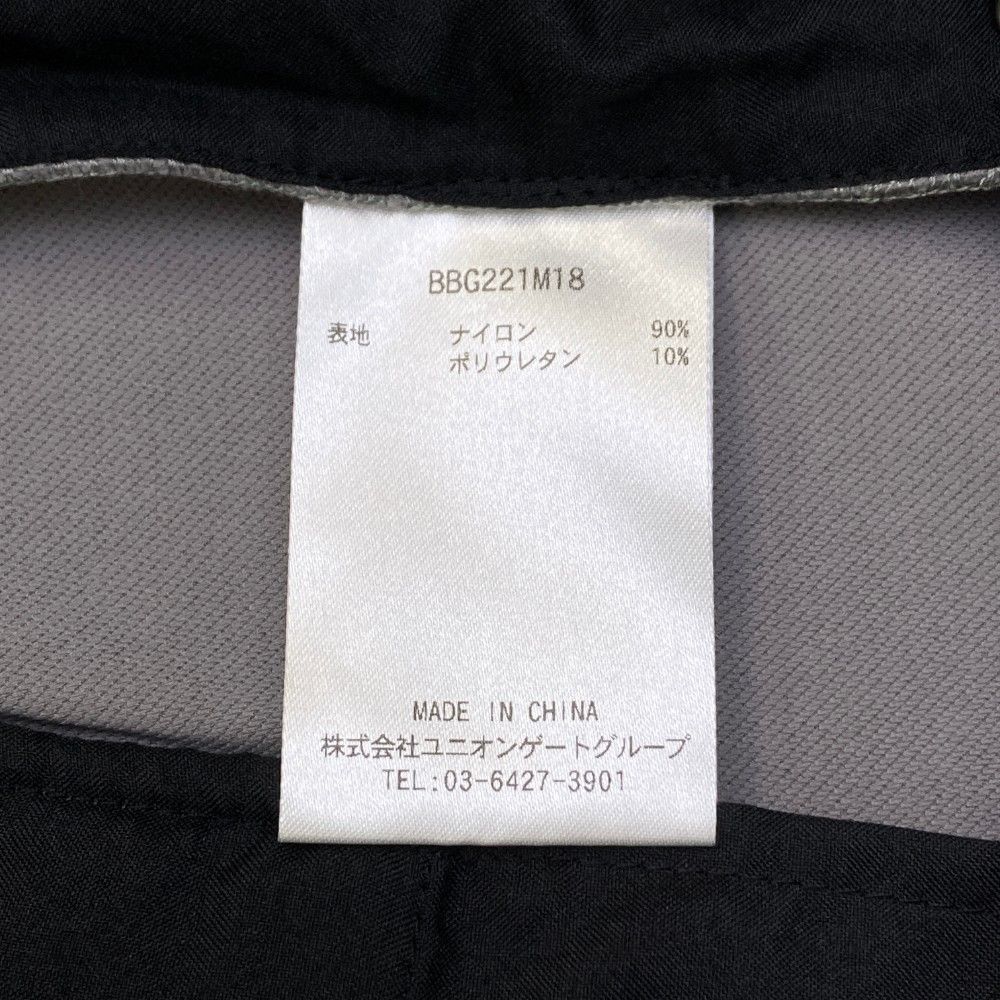 BBG221M18
表地 ナイロン 90%
ポリウレタン 10%
MADE IN CHINA
株式会社ユニオンゲートグループ
TEL:03-6427-3901